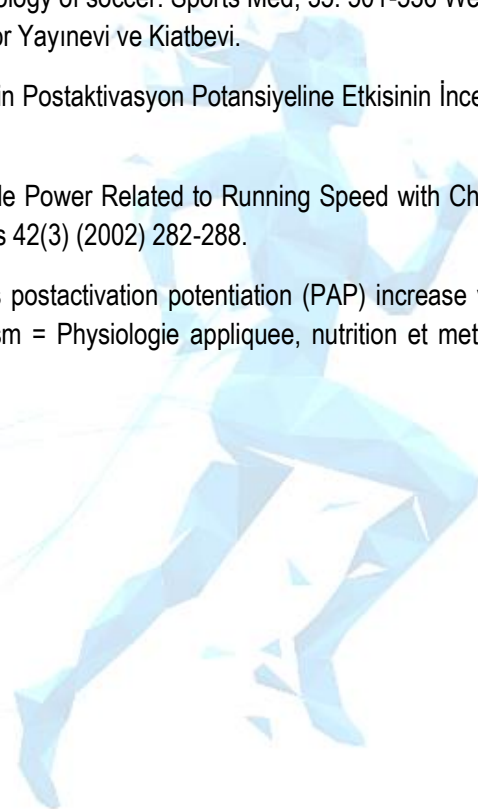 ology of soccer. Sports Med, 35: 501-536 We
or Yayınevi ve Kiatbevi.
in Postaktivasyon Potansiyeline Etkisinin İnce
le Power Related to Running Speed with Ch
s 42(3) (2002) 282-288.
s postactivation potentiation (PAP) increase
sm = Physiologie appliquee, nutrition et met